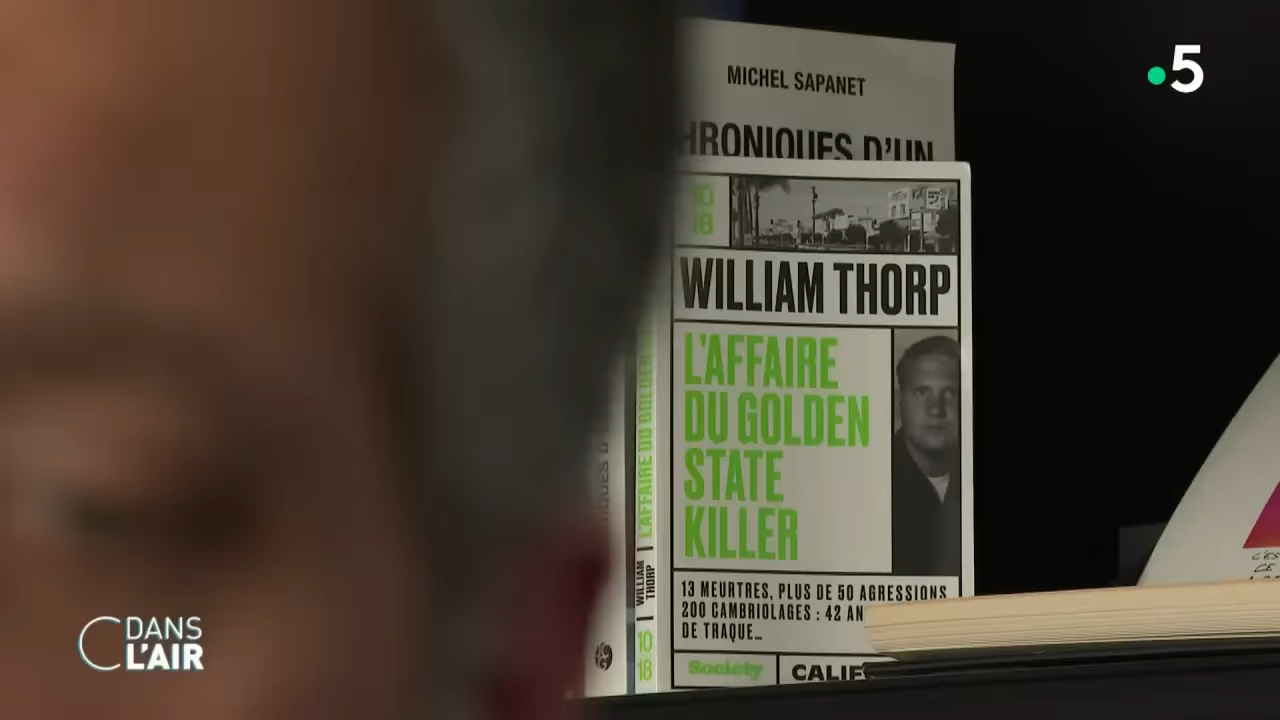 5
MICHEL SAPANET
HRONIQUES D'UN
10
18
WILLIAM THORP
L'AFFAIRE
DU GOLDEN
STATE
KILLER
13 MEURTRES, PLUS DE 50 AGRESSIONS
200 CAMBRIOLAGES : 42 AN
DE TRAQUE…
Society
CALIF
L'AFFAIRE DU GOLDEN
WILLIAM
THORP
10
18
C DANS
L'AIR